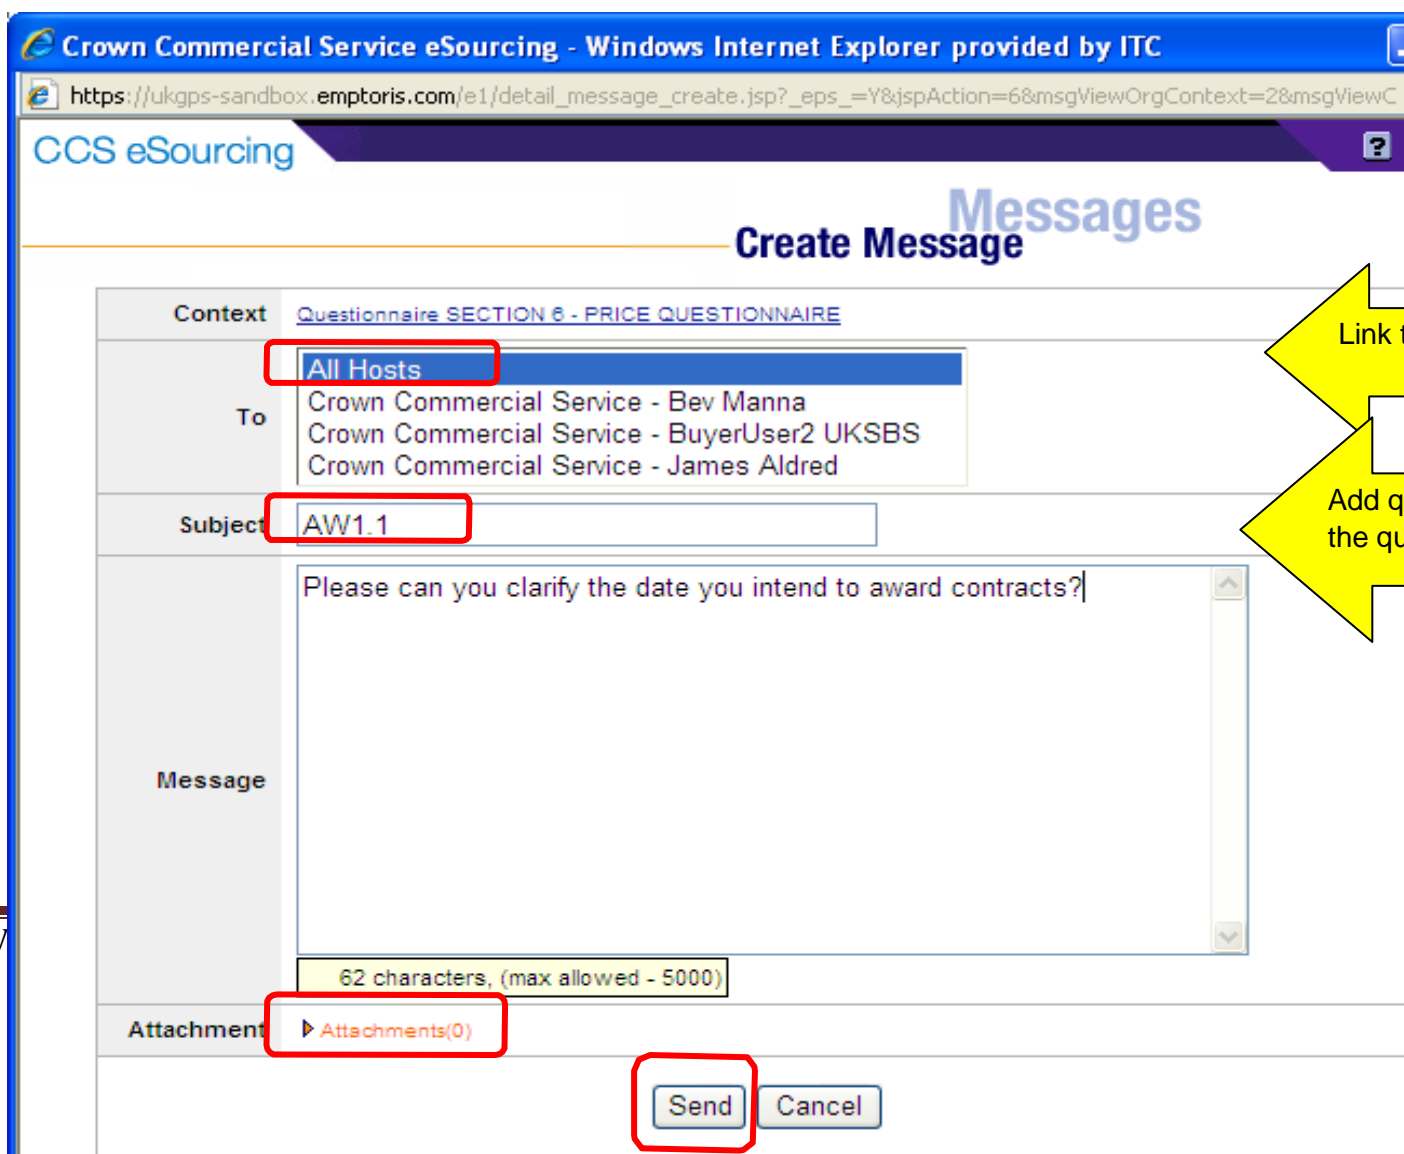 Crown Commercial Service eSourcing - Windows Internet Explorer provided by ITC
https://ukgps-sandbox.emptoris.com/e1/detail_message_create.jsp?_eps_=Y&jspAction=6&msgViewOrgContext=2&msgViewC
CCS eSourcing
?
Messages
Create Message
Context Questionnaire SECTION 6 - PRICE QUESTIONNAIRE
Link t
To
All Hosts
Crown Commercial Service - Bev Manna
Crown Commercial Service - BuyerUser2 UKSBS
Crown Commercial Service - James Aldred
Subject AW1.1
Add q
the qu
Message
Please can you clarify the date you intend to award contracts?
62 characters, (max allowed - 5000)
Attachment Attachments(0)
Send Cancel